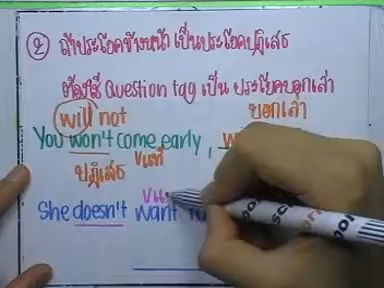 ② ถ้าประโยคข้างหน้า เป็นประโยคปฏิเสธ
ต้องใช้ Question tag เป็น ประโยคบอกเล่า
will not บอกเล่า
You won't come early,
ปฏิเสธ Vแท้
She doesn't want